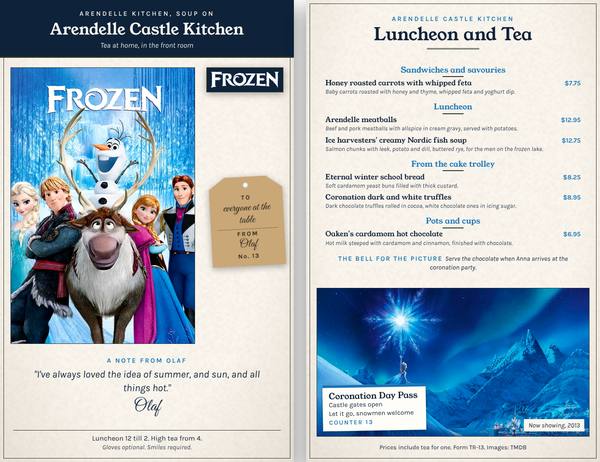 ARENDELLE KITCHEN, SOUP ON
Arendelle Castle Kitchen
Tea at home, in the front room
FROZEN
FROZEN
TO
everyone at the
table
FROM
Olaf
No. 13
A NOTE FROM OLAF
"I've always loved the idea of summer, and sun, and all
things hot."
Olaf
Luncheon 12 till 2. High tea from 4.
Gloves optional. Smiles required.
ARENDELLE CASTLE KITCHEN
Luncheon and Tea
Sandwiches and savouries
Honey roasted carrots with whipped feta $7.75
Baby carrots roasted with honey and thyme, whipped feta and yoghurt dip.
Luncheon
Arendelle meatballs $12.95
Beef and pork meatballs with allspice in cream gravy, served with potatoes.
Ice harvesters' creamy Nordic fish soup $12.75
Salmon chunks with leek, potato and dill, buttered rye, for the men on the frozen lake.
From the cake trolley
Eternal winter school bread $8.25
Soft cardamom yeast buns filled with thick custard.
Coronation dark and white truffles $8.95
Dark chocolate truffles rolled in cocoa, white chocolate ones in icing sugar.
Pots and cups
Oaken's cardamom hot chocolate $6.95
Hot milk steeped with cardamom and cinnamon, finished with chocolate.
THE BELL FOR THE PICTURE Serve the chocolate when Anna arrives at the
coronation party.
Coronation Day Pass
Castle gates open
Let it go, snowmen welcome
COUNTER 13
Now showing, 2013
Prices include tea for one. Form TR-13. Images: TMDB